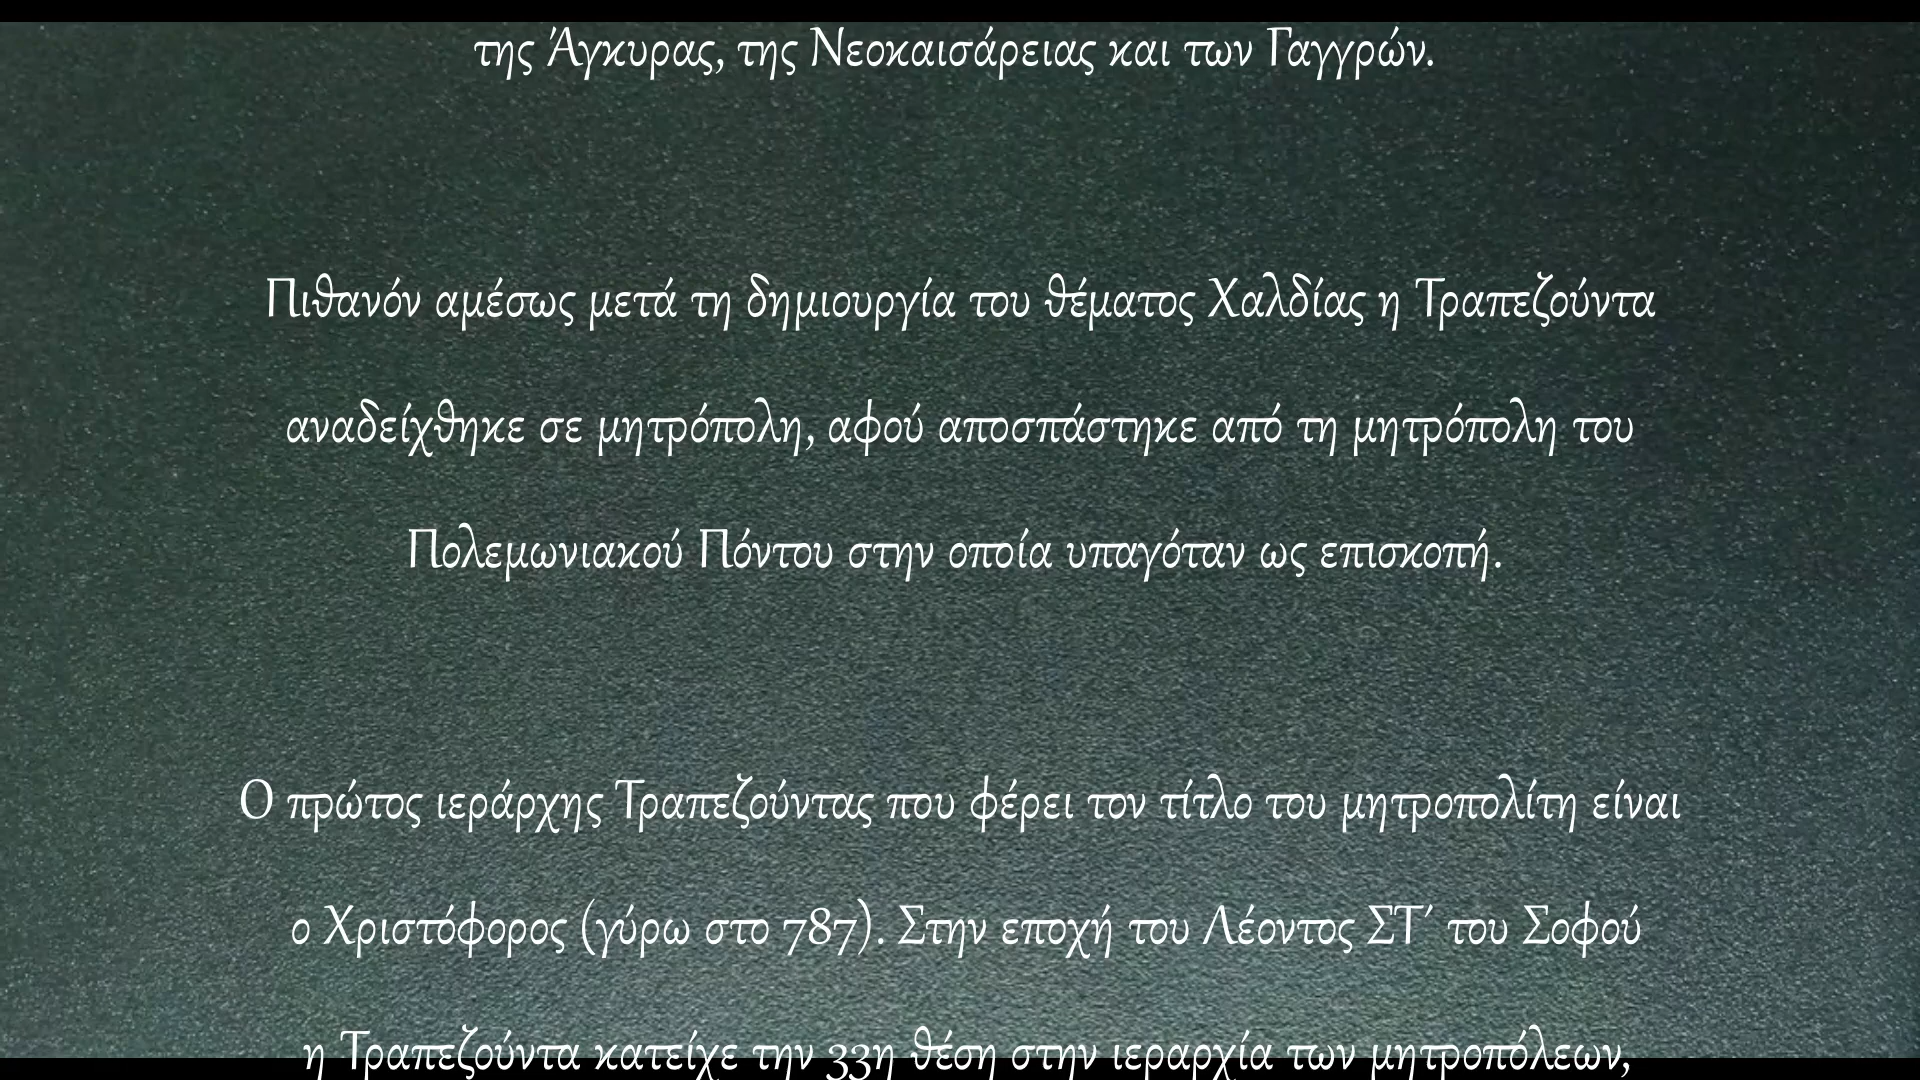 της Άγκυρας, της Νεοκαισάρειας και των Γαγγρών.
Πιθανόν αμέσως μετά τη δημιουργία του θέματος Χαλδίας η Τραπεζούντα
αναδείχθηκε σε μητρόπολη, αφού αποσπάστηκε από τη μητρόπολη του
Πολεμωνιακού Πόντου στην οποία υπαγόταν ως επισκοπή.
Ο πρώτος ιεράρχης Τραπεζούντας που φέρει τον τίτλο του μητροπολίτη είναι
ο Χριστόφορος (γύρω στο 787). Στην εποχή του Λέοντος ΣΤ΄ του Σοφού
η Τραπεζούντα κατείχε την 33η θέση στην ιεραρχία των μητροπόλεων,